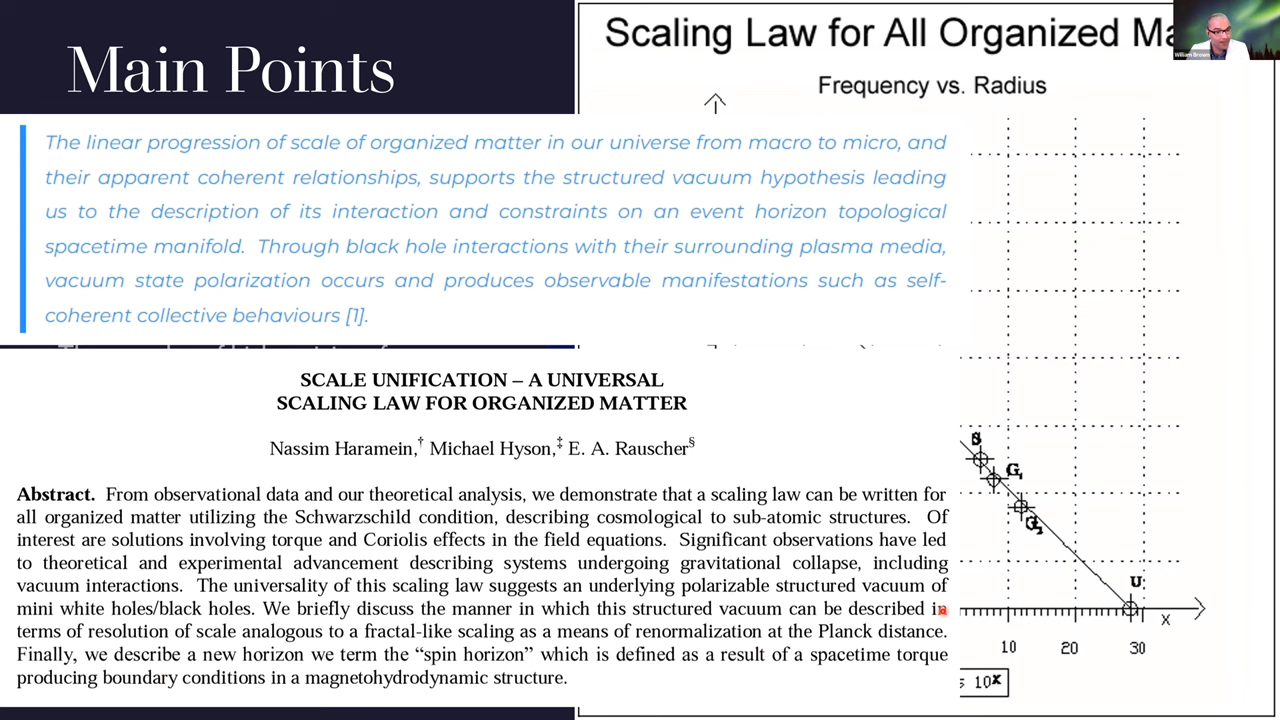 Main Points
The linear progression of scale of organized matter in our universe from macro to micro, and
their apparent coherent relationships, supports the structured vacuum hypothesis leading
us to the description of its interaction and constraints on an event horizon topological
spacetime manifold. Through black hole interactions with their surrounding plasma media,
vacuum state polarization occurs and produces observable manifestations such as self-
coherent collective behaviours [1].
SCALE UNIFICATION – A UNIVERSAL
SCALING LAW FOR ORGANIZED MATTER
Nassim Haramein,† Michael Hyson,‡ E. A. Rauscher§
Abstract. From observational data and our theoretical analysis, we demonstrate that a scaling law can be written for
all organized matter utilizing the Schwarzschild condition, describing cosmological to sub-atomic structures. Of
interest are solutions involving torque and Coriolis effects in the field equations. Significant observations have led
to theoretical and experimental advancement describing systems undergoing gravitational collapse, including
vacuum interactions. The universality of this scaling law suggests an underlying polarizable structured vacuum of
mini white holes/black holes. We briefly discuss the manner in which this structured vacuum can be described in
terms of resolution of scale analogous to a fractal-like scaling as a means of renormalization at the Planck distance.
Finally, we describe a new horizon we term the “spin horizon” which is defined as a result of a spacetime torque
producing boundary conditions in a magnetohydrodynamic structure.
Scaling Law for All Organized Ma
Frequency vs. Radius
S
G₁
G₂
U
X
10 20 30
= 10x
William Brown